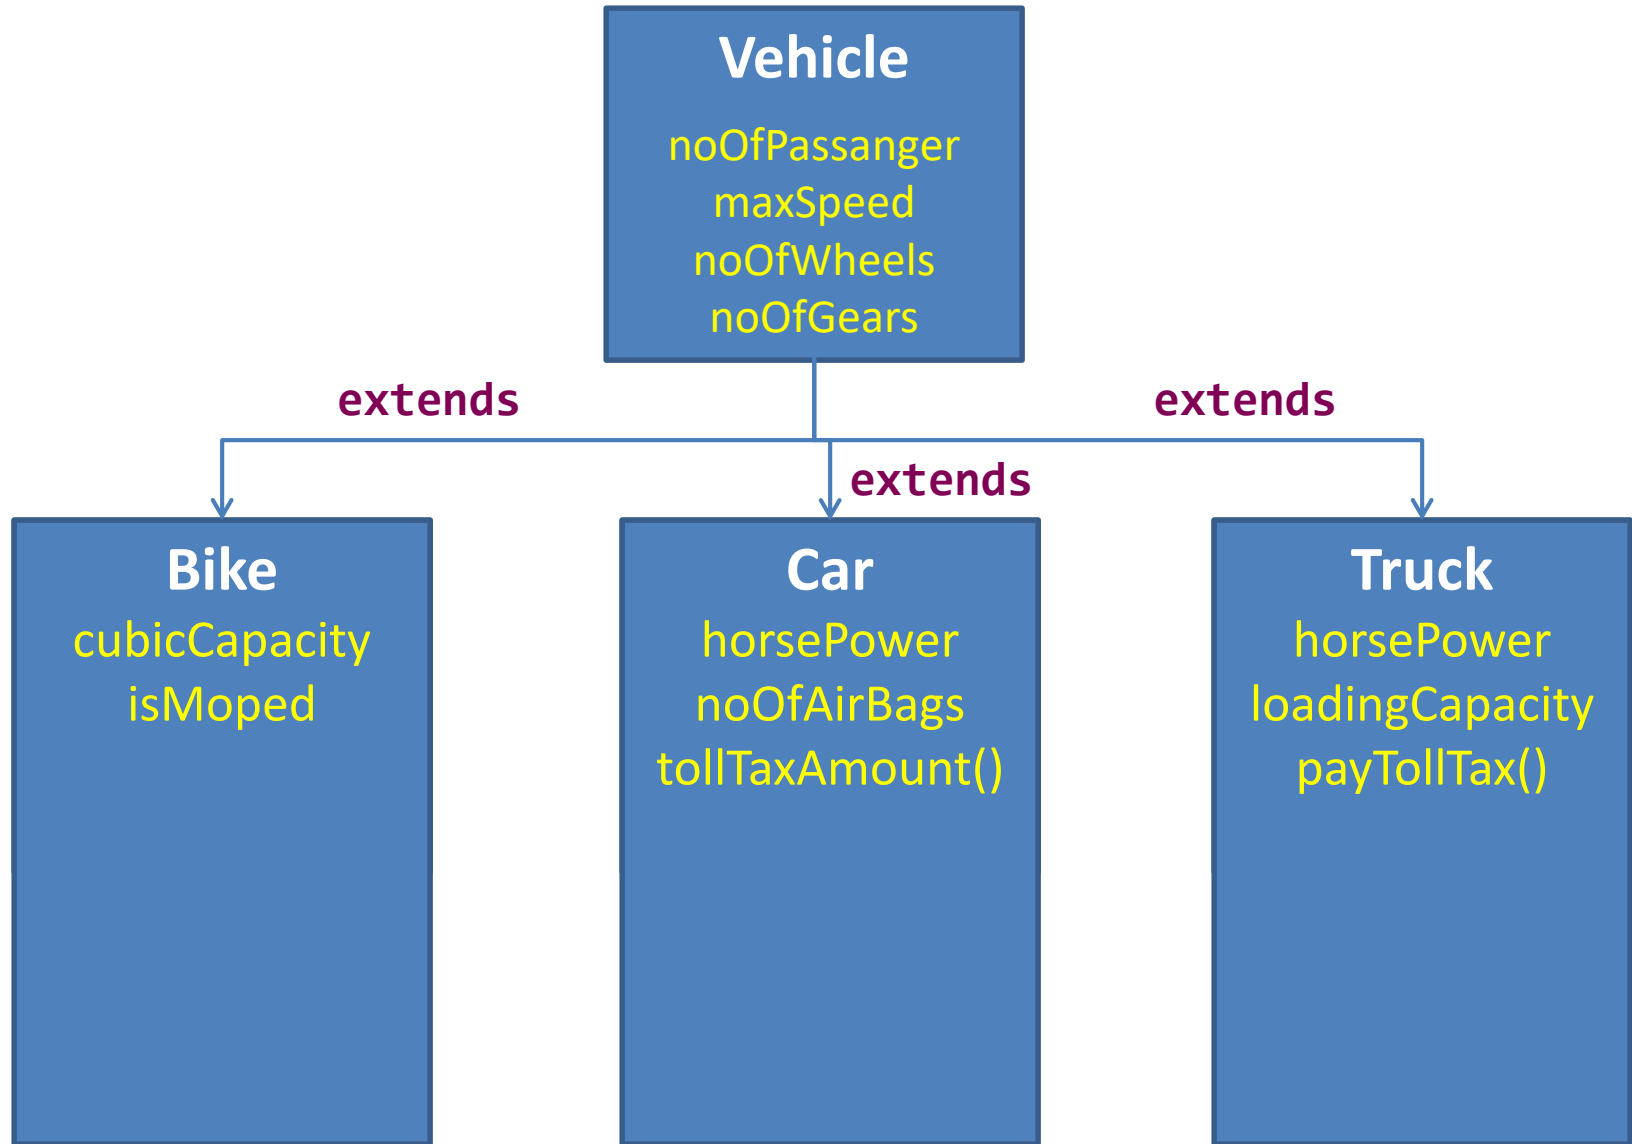 Vehicle
noOfPassanger
maxSpeed
noOfWheels
noOfGears
extends
extends
extends
Bike
cubicCapacity
isMoped
Car
horsePower
noOfAirBags
tollTaxAmount()
Truck
horsePower
loadingCapacity
payTollTax()